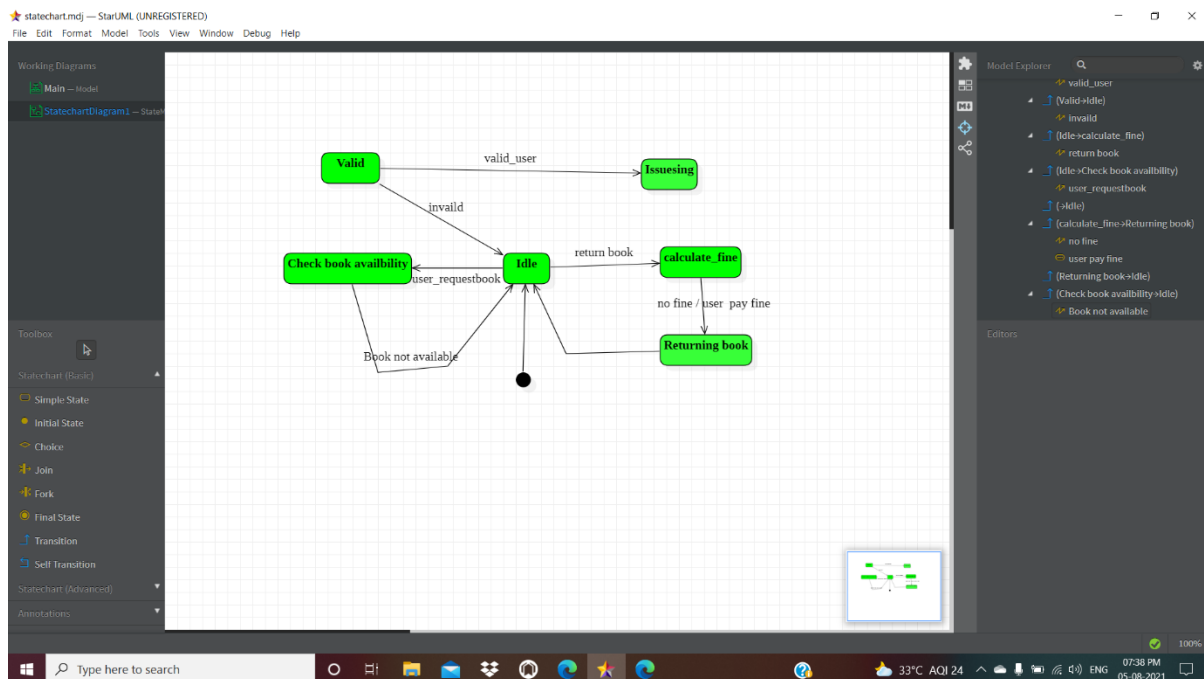 statechart.mdj — StarUML (UNREGISTERED)
File Edit Format Model Tools View Window Debug Help
Working Diagrams
Main — Model
StatechartDiagram1 — StateM
Toolbox
Statechart (Basic)
Simple State
Initial State
Choice
Join
Fork
Final State
Transition
Self Transition
Statechart (Advanced)
Annotations
Valid
valid_user
Issuesing
invaild
Check book availbility
user_requestbook
Idle
return book
calculate_fine
no fine / user pay fine
Returning book
Book not available
Model Explorer
valid_user
(Valid→Idle)
invaild
(Idle→calculate_fine)
return book
(Idle→Check book availbility)
user_requestbook
(→Idle)
(calculate_fine→Returning book)
no fine
user pay fine
(Returning book→Idle)
(Check book availbility→Idle)
Book not available
Editors
100%
Type here to search
33°C AQI 24
ENG
07:38 PM
05-08-2021